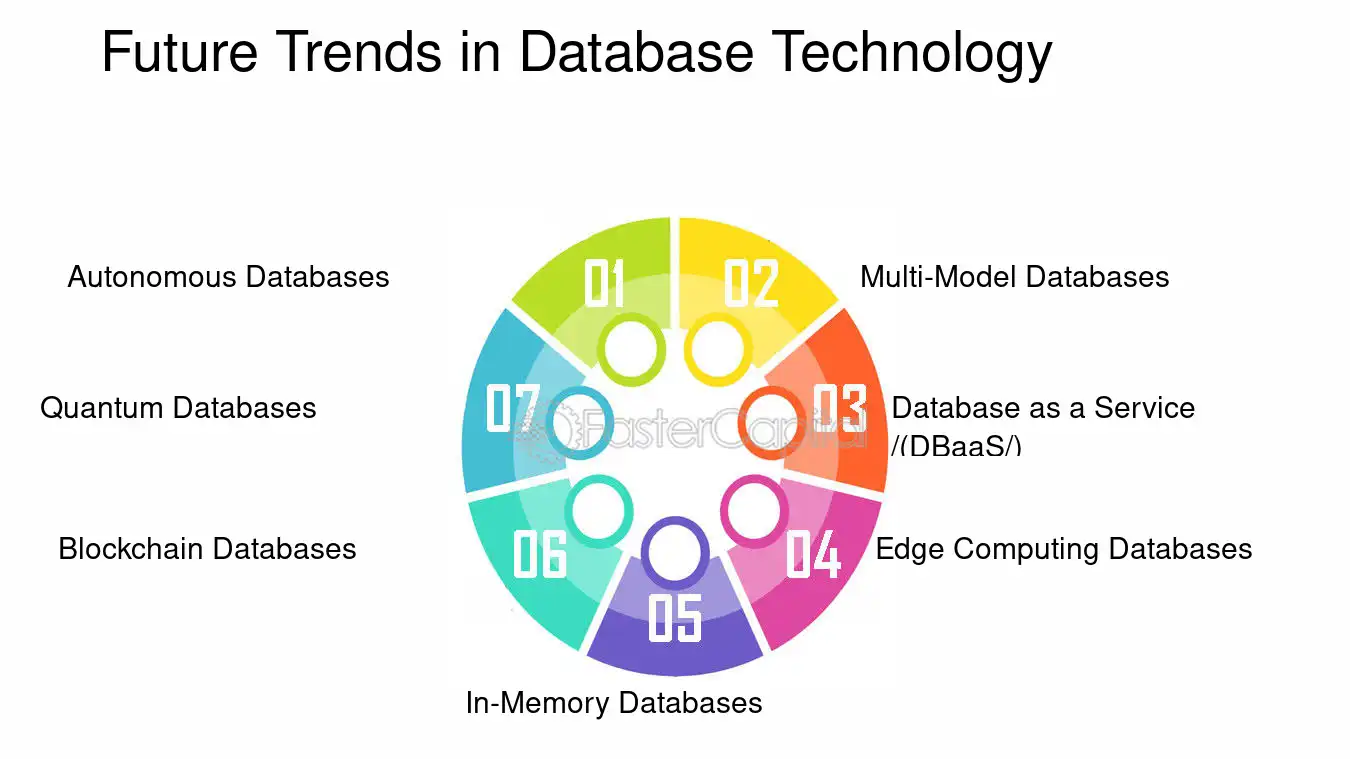 Future Trends in Database Technology
01
Autonomous Databases
02
Multi-Model Databases
03
Database as a Service
/(DBaaS/)
04
Edge Computing Databases
05
In-Memory Databases
06
Blockchain Databases
07
Quantum Databases
FasterCapital